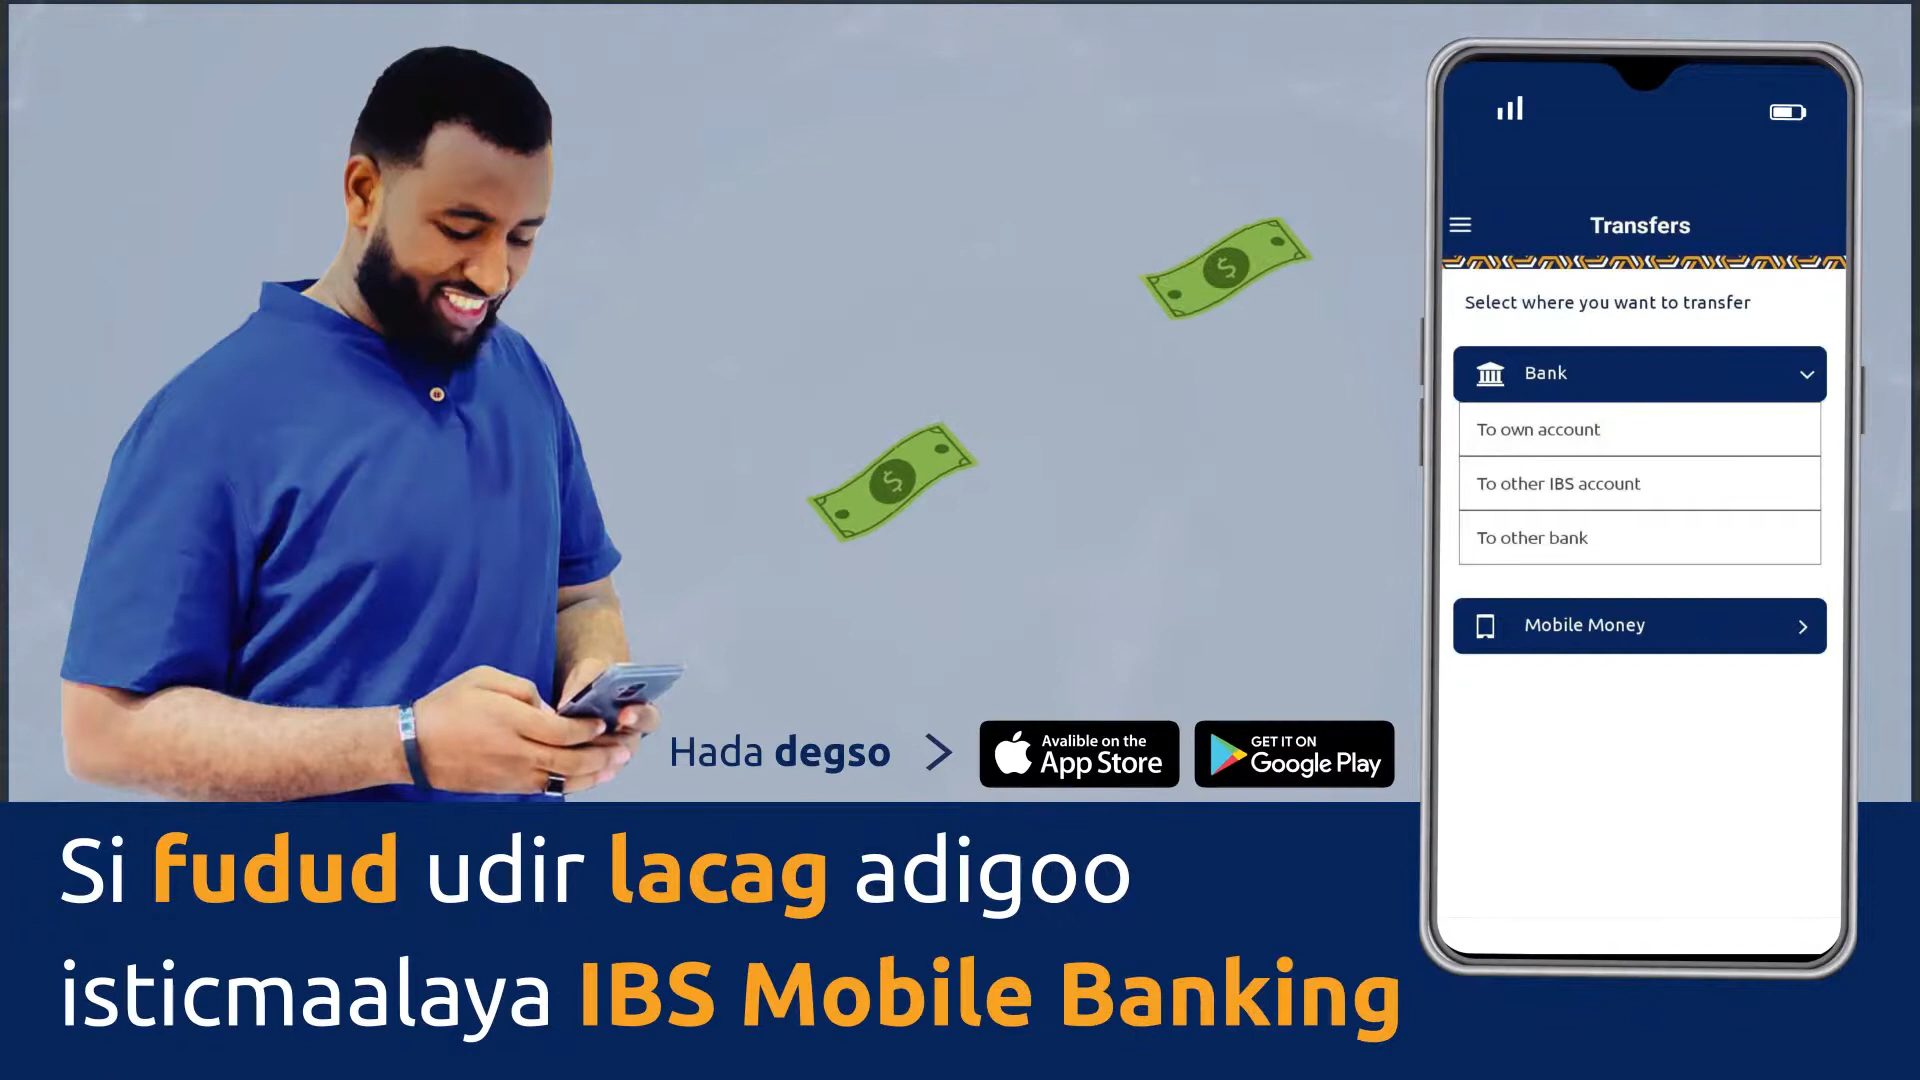 Transfers
Select where you want to transfer
Bank
To own account
To other IBS account
To other bank
Mobile Money
Hada degso
Avalible on the
App Store
GET IT ON
Google Play
Si fudud udir lacag adigoo
isticmaalaya IBS Mobile Banking